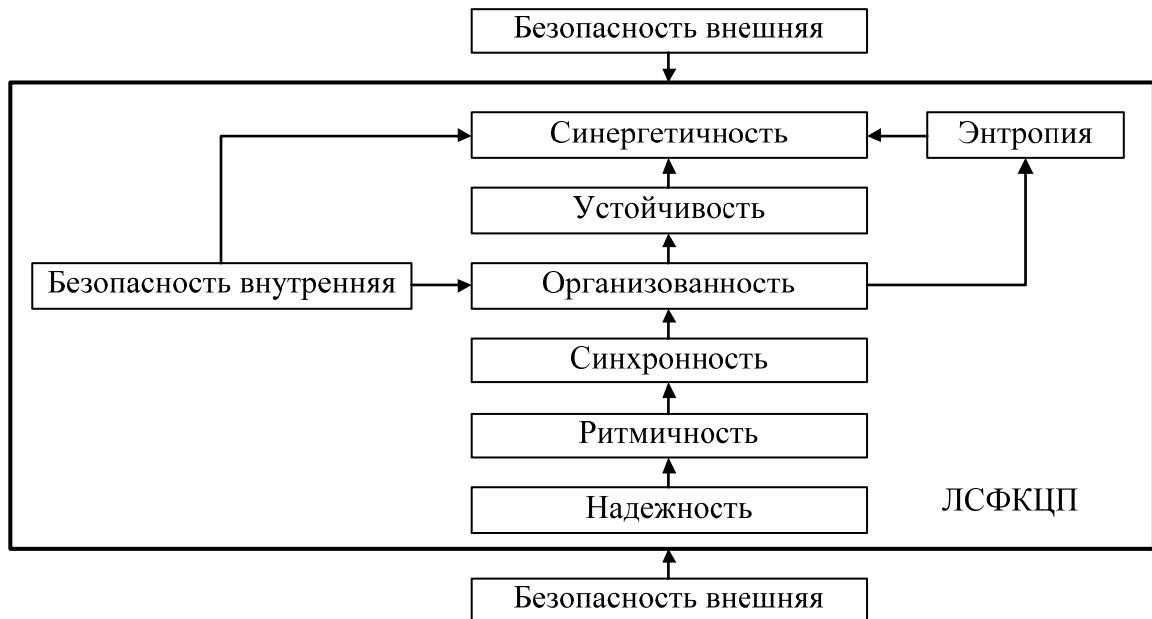 Безопасность внешняя
Синергетичность
Энтропия
Устойчивость
Безопасность внутренняя
Организованность
Синхронность
Ритмичность
Надежность
ЛСФКЦП
Безопасность внешняя